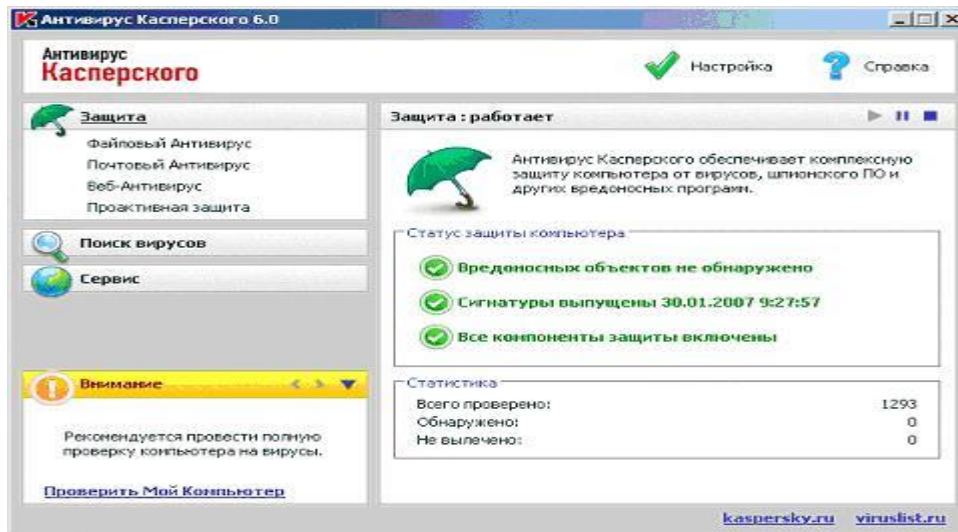 Антивирус Касперского 6.0
Антивирус
Касперского
Настройка
Справка
Защита
Файловый Антивирус
Почтовый Антивирус
Веб-Антивирус
Проактивная защита
Поиск вирусов
Сервис
Внимание
Рекомендуется провести полную
проверку компьютера на вирусы.
Проверить Мой Компьютер
Защита : работает
Антивирус Касперского обеспечивает комплексную
защиту компьютера от вирусов, шпионского ПО и
других вредоносных программ.
Статус защиты компьютера
Вредоносных объектов не обнаружено
Сигнатуры выпущены 30.01.2007 9:27:57
Все компоненты защиты включены
Статистика
Всего проверено: 1293
Обнаружено: 0
Не вылечено: 0
kaspersky.ru viruslist.ru